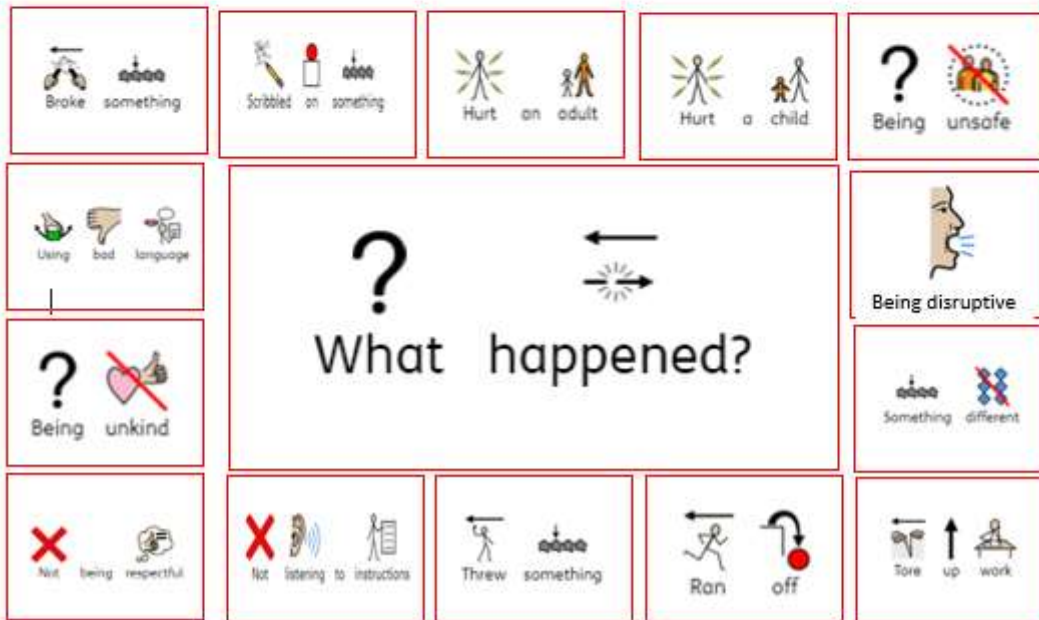 Broke something
Scribbled on something
Hurt an adult
Hurt a child
Being unsafe
Using bad language
What happened?
Being disruptive
Being unkind
Something different
Not being respectful
Not listening to instructions
Threw something
Ran off
Tore up work